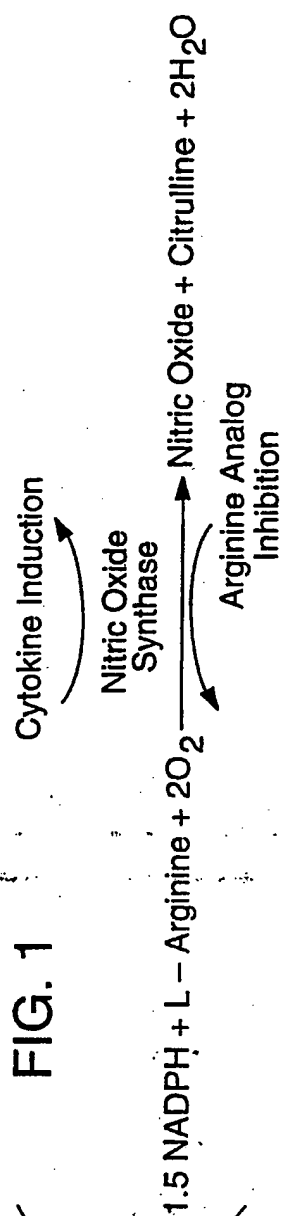 FIG. 1
Cytokine Induction
Nitric Oxide
Synthase
1.5 NADPH + L – Arginine + 2O2
Nitric Oxide + Citrulline + 2H2O
Arginine Analog
Inhibition